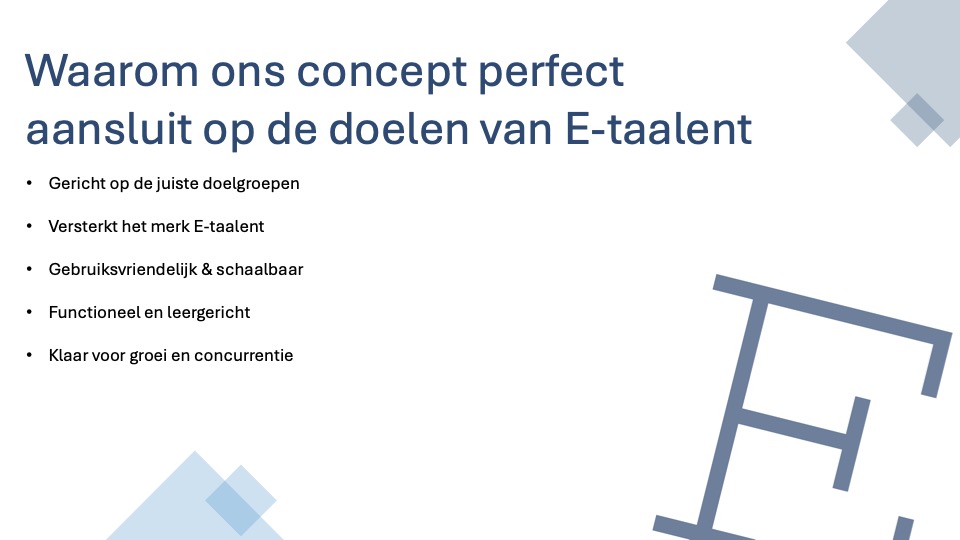 Waarom ons concept perfect
aansluit op de doelen van E-taalent
• Gericht op de juiste doelgroepen
• Versterkt het merk E-taalent
• Gebruiksvriendelijk & schaalbaar
• Functioneel en leergericht
• Klaar voor groei en concurrentie
E